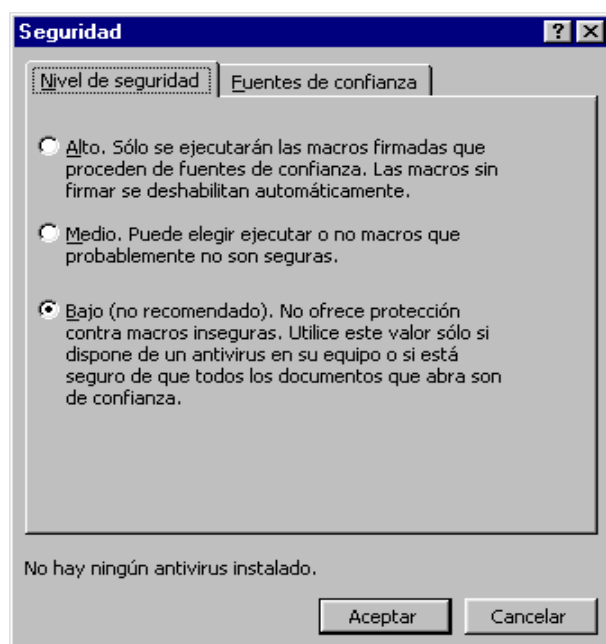 Seguridad
Nivel de seguridad
Fuentes de confianza
Alto. Sólo se ejecutarán las macros firmadas que
proceden de fuentes de confianza. Las macros sin
firmar se deshabilitan automáticamente.
Medio. Puede elegir ejecutar o no macros que
probablemente no son seguras.
Bajo (no recomendado). No ofrece protección
contra macros inseguras. Utilice este valor sólo si
dispone de un antivirus en su equipo o si está
seguro de que todos los documentos que abra son
de confianza.
No hay ningún antivirus instalado.
Aceptar
Cancelar